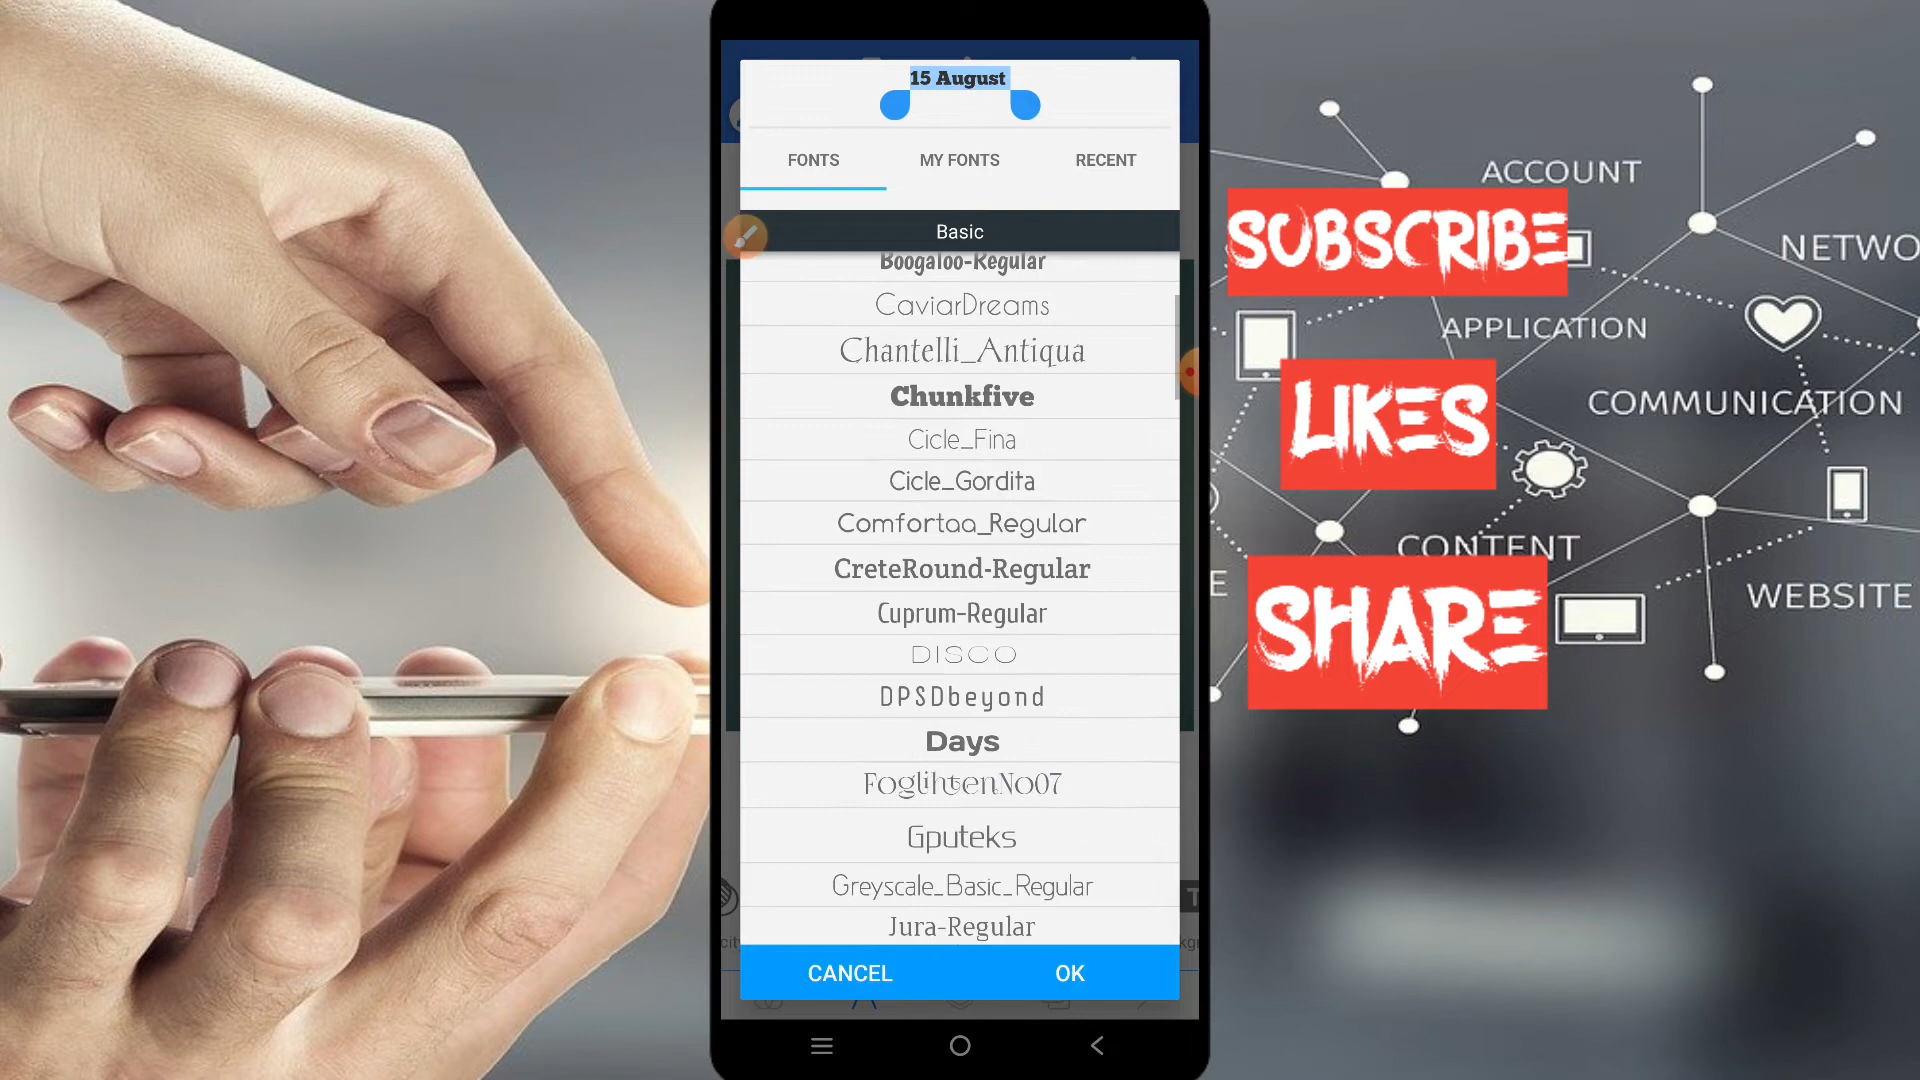 15 August
FONTS
MY FONTS
RECENT
Basic
Boogaloo-Regular
CaviarDreams
Chantelli_Antiqua
Chunkfive
Cicle_Fina
Cicle_Gordita
Comfortaa_Regular
CreteRound-Regular
Cuprum-Regular
DISCO
DPSDbeyond
Days
FoglihtenNo07
Gputeks
Greyscale_Basic_Regular
Jura-Regular
CANCEL
OK
ACCOUNT
SUBSCRIBE
NETWO
APPLICATION
LIKES
COMMUNICATION
CONTENT
SHARE
WEBSITE